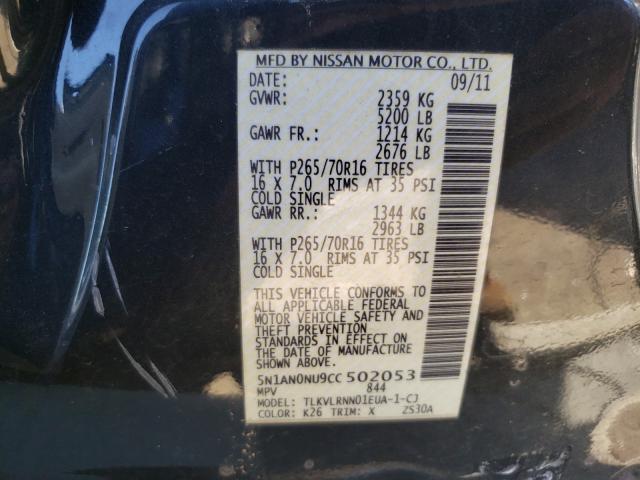 MFD BY NISSAN MOTOR CO., LTD.
DATE: 09/11
GVWR: 2359 KG
5200 LB
GAWR FR.: 1214 KG
2676 LB
WITH P265/70R16 TIRES
16 X 7.0 RIMS AT 35 PSI
COLD SINGLE
GAWR RR.: 1344 KG
2963 LB
WITH P265/70R16 TIRES
16 X 7.0 RIMS AT 35 PSI
COLD SINGLE
THIS VEHICLE CONFORMS TO
ALL APPLICABLE FEDERAL
MOTOR VEHICLE SAFETY AND
THEFT PREVENTION
STANDARDS IN EFFECT ON
THE DATE OF MANUFACTURE
SHOWN ABOVE.
5N1AN0NU9CC 502053
MPV 844
MODEL: TLKVLRNN01EUA-1-CJ
COLOR: K26 TRIM: X ZS30A